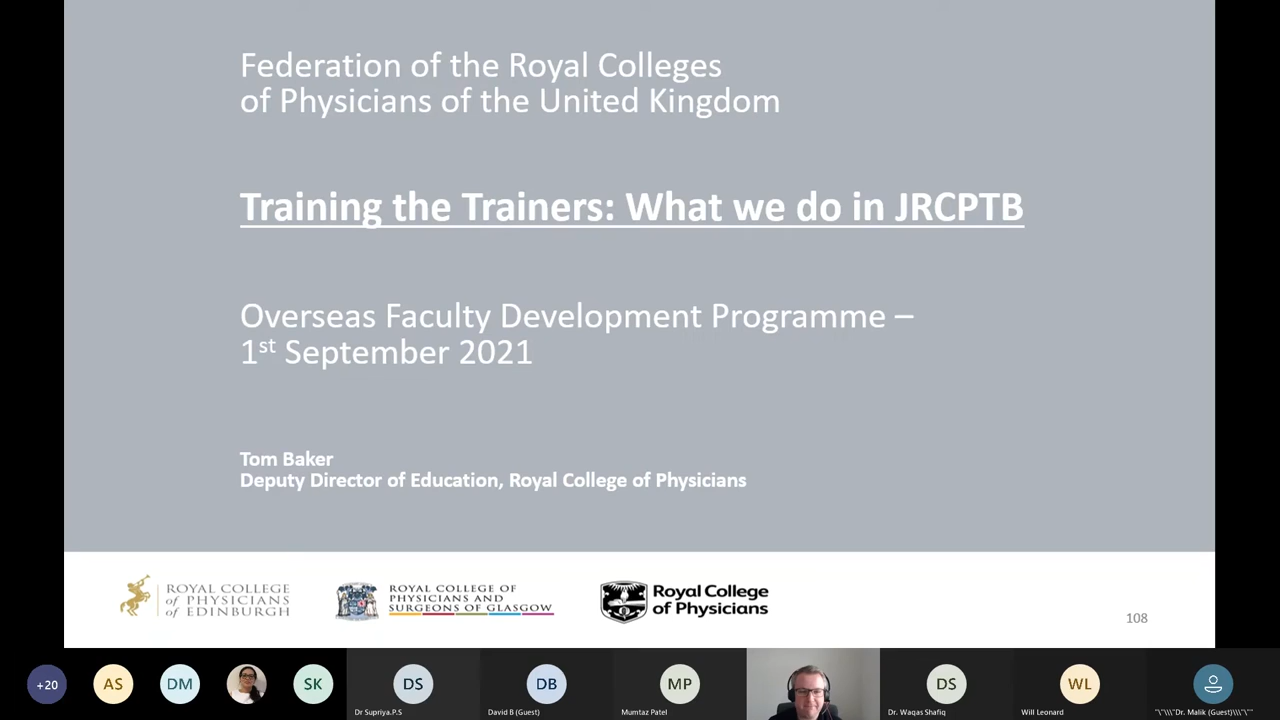 Federation of the Royal Colleges
of Physicians of the United Kingdom
Training the Trainers: What we do in JRCPTB
Overseas Faculty Development Programme –
1st September 2021
Tom Baker
Deputy Director of Education, Royal College of Physicians
ROYAL COLLEGE
of PHYSICIANS
of EDINBURGH
ROYAL COLLEGE OF
PHYSICIANS AND
SURGEONS OF GLASGOW
Royal College
of Physicians
108
+20
AS
DM
SK
DS
DB
MP
DS
WL
Dr Supriya.P.S
David B (Guest)
Mumtaz Patel
Dr. Waqas Shafiq
Will Leonard
"\"\\\"Dr. Malik (Guest)\\\"\""